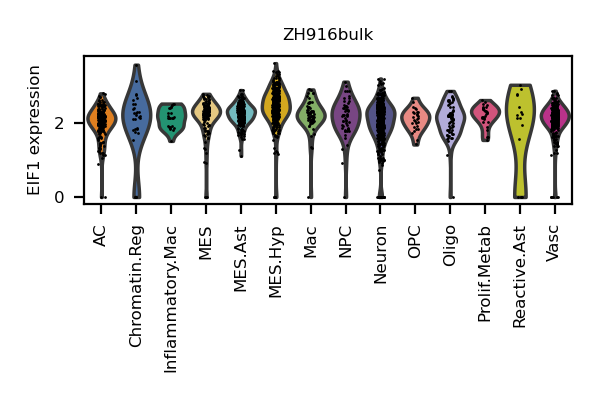 ZH916bulk
EIF1 expression
2
0
AC
Chromatin.Reg
Inflammatory.Mac
MES
MES.Ast
MES.Hyp
Mac
NPC
Neuron
OPC
Oligo
Prolif.Metab
Reactive.Ast
Vasc